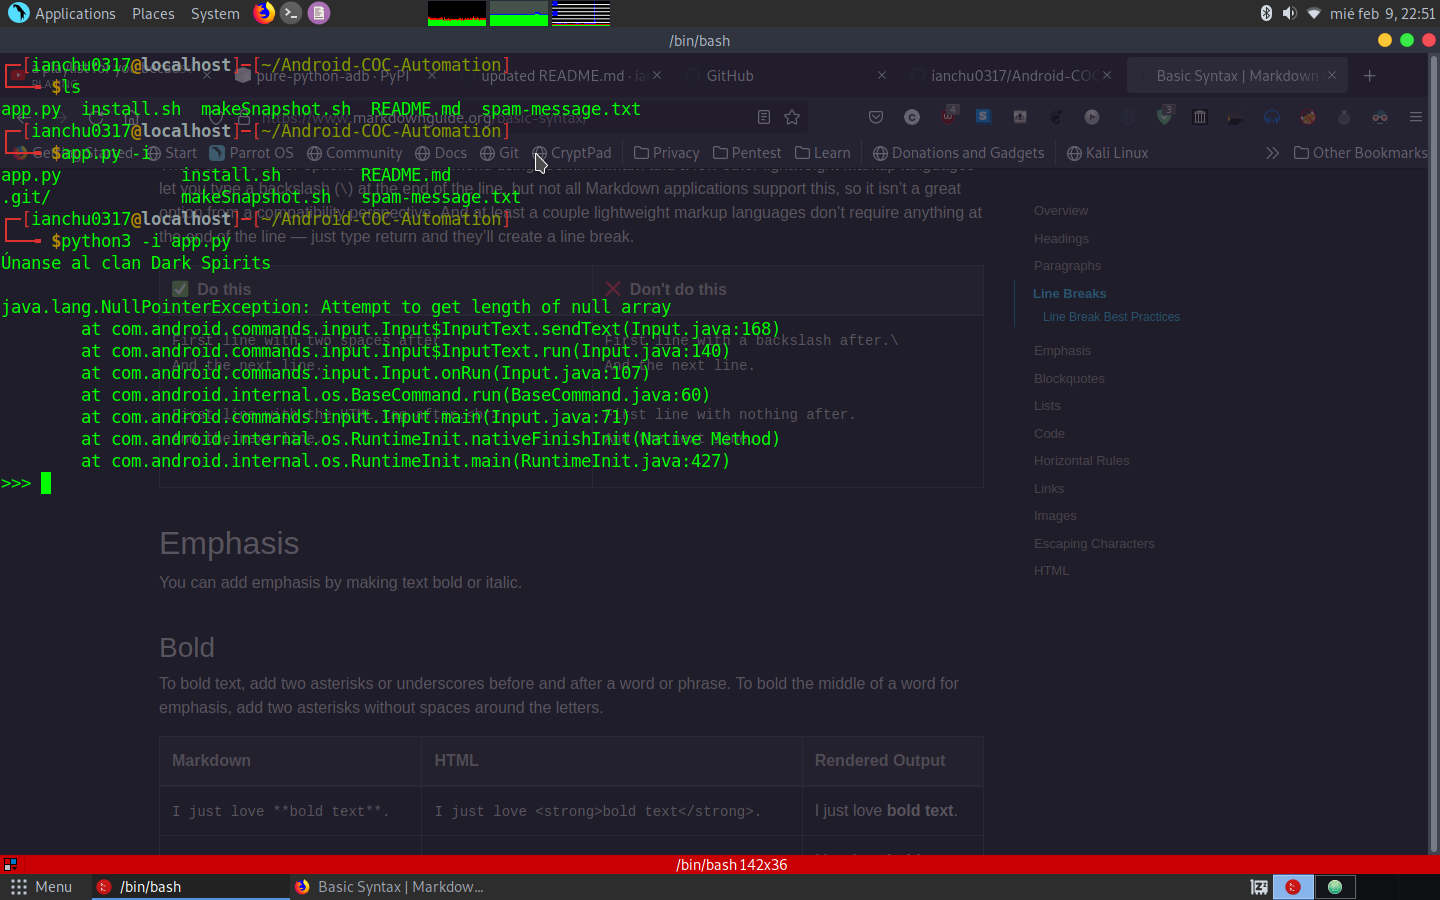 Applications Places System mié feb 9, 22:51
/bin/bash
┌─[ianchu0317@localhost]─[~/Android-COC-Automation]
pure-python-adb · PyPI × updated README.md · ia × GitHub × ianchu0317/Android-COC × Basic Syntax | Markdown × +
└──╼ $ls
app.py install.sh makeSnapshot.sh README.md spam-message.txt
https://www.markdownguide.org/basic-syntax/ 4 3
┌─[ianchu0317@localhost]─[~/Android-COC-Automation]
└──╼ $app.py -i
Start Parrot OS Community Docs Git CryptPad Privacy Pentest Learn Donations and Gadgets Kali Linux Other Bookmarks
app.py install.sh README.md
let you type a backslash (\) at the end of the line, but not all Markdown applications support this, so it isn't a great
.git/ makeSnapshot.sh spam-message.txt
┌─[ianchu0317@localhost]─[~/Android-COC-Automation]
option from a compatibility perspective. And at least a couple lightweight markup languages don't require anything at
└──╼ $python3 -i app.py
the end of the line — just type return and they'll create a line break.
Únanse al clan Dark Spirits
Do this Don't do this
java.lang.NullPointerException: Attempt to get length of null array
at com.android.commands.input.Input$InputText.sendText(Input.java:168)
First line with two spaces after First line with a backslash after.\
at com.android.commands.input.Input$InputText.run(Input.java:140)
And the next line. And the next line.
at com.android.commands.input.Input.onRun(Input.java:107)
at com.android.internal.os.BaseCommand.run(BaseCommand.java:60)
First line with the HTML tag after First line with nothing after.
at com.android.commands.input.Input.main(Input.java:71)
And the next line. And the next line.
at com.android.internal.os.RuntimeInit.nativeFinishInit(Native Method)
at com.android.internal.os.RuntimeInit.main(RuntimeInit.java:427)
>>>
Emphasis
You can add emphasis by making text bold or italic.
Bold
To bold text, add two asterisks or underscores before and after a word or phrase. To bold the middle of a word for
emphasis, add two asterisks without spaces around the letters.
Markdown HTML Rendered Output
I just love **bold text**. I just love <strong>bold text</strong>. I just love bold text.
Overview
Headings
Paragraphs
Line Breaks
Line Break Best Practices
Emphasis
Blockquotes
Lists
Code
Horizontal Rules
Links
Images
Escaping Characters
HTML
/bin/bash 142x36
Menu /bin/bash Basic Syntax | Markdow...